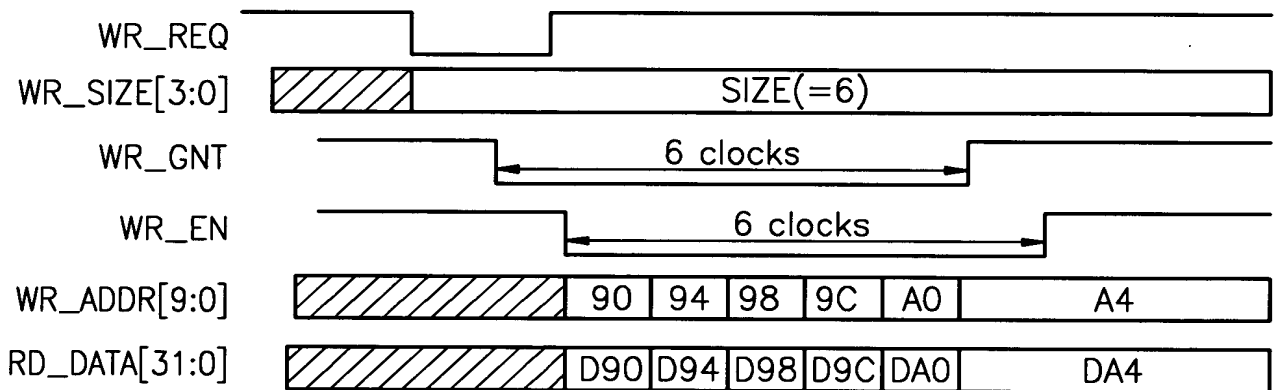 WR_REQ
WR_SIZE[3:0] SIZE(=6)
WR_GNT 6 clocks
WR_EN 6 clocks
WR_ADDR[9:0] 90 94 98 9C A0 A4
RD_DATA[31:0] D90 D94 D98 D9C DA0 DA4